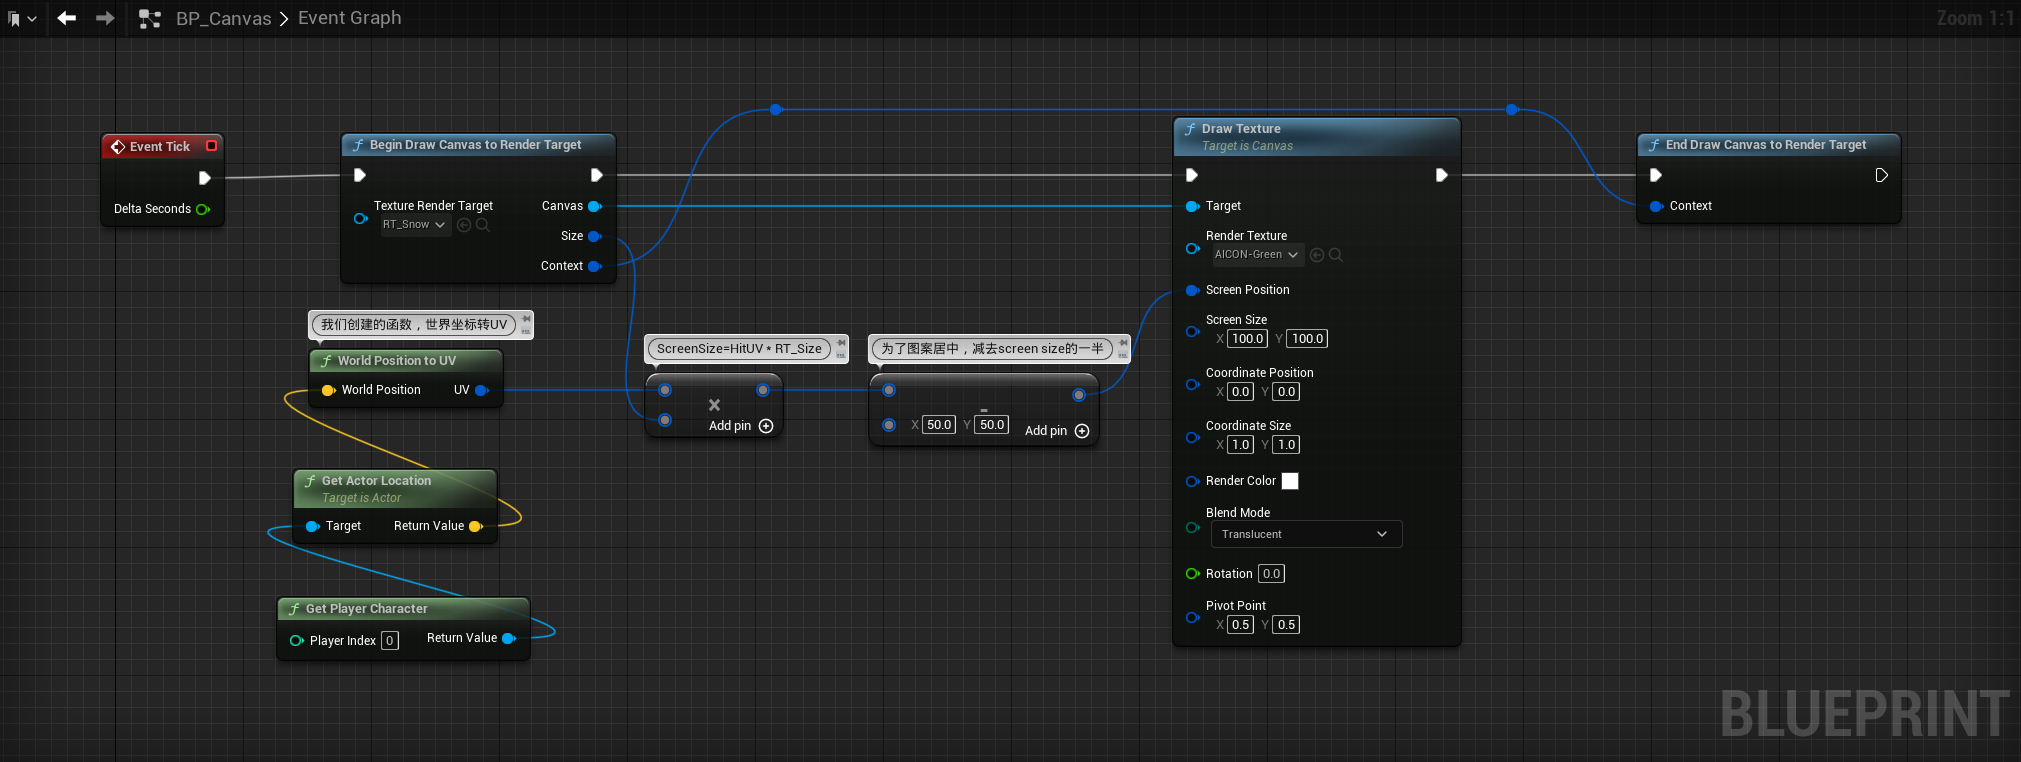 BP_Canvas > Event Graph
Zoom 1:1
Event Tick
Delta Seconds
Begin Draw Canvas to Render Target
Texture Render Target
RT_Snow
Canvas
Size
Context
我们创建的函数，世界坐标转UV
World Position to UV
World Position
UV
Get Actor Location
Target is Actor
Target
Return Value
Get Player Character
Player Index 0
Return Value
ScreenSize=HitUV * RT_Size
Add pin
为了图案居中，减去screen size的一半
X 50.0 Y 50.0
Add pin
Draw Texture
Target is Canvas
Target
Render Texture
AICON-Green
Screen Position
Screen Size
X 100.0 Y 100.0
Coordinate Position
X 0.0 Y 0.0
Coordinate Size
X 1.0 Y 1.0
Render Color
Blend Mode
Translucent
Rotation 0.0
Pivot Point
X 0.5 Y 0.5
End Draw Canvas to Render Target
Context
BLUEPRINT